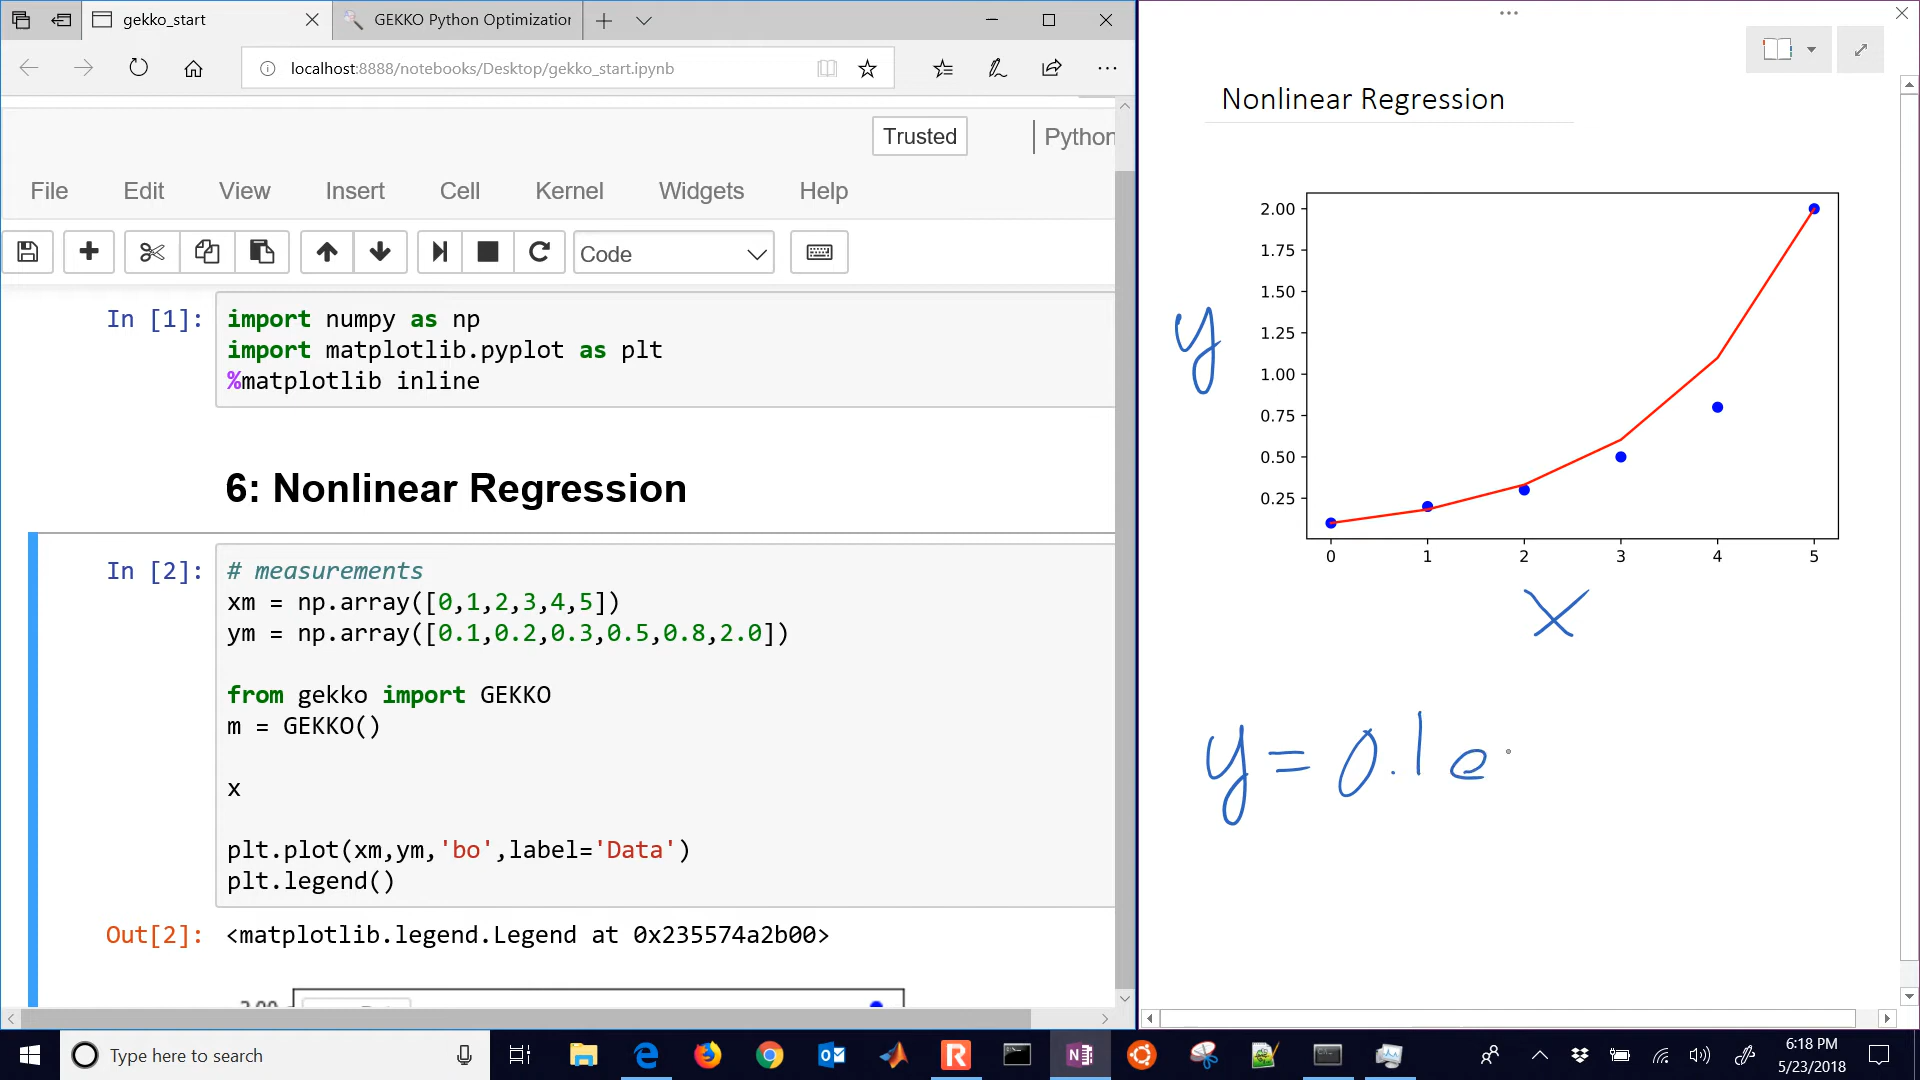 gekko_start
GEKKO Python Optimization
localhost:8888/notebooks/Desktop/gekko_start.ipynb
Trusted
Python
File Edit View Insert Cell Kernel Widgets Help
Code
In [1]: import numpy as np
import matplotlib.pyplot as plt
%matplotlib inline
6: Nonlinear Regression
In [2]: # measurements
xm = np.array([0,1,2,3,4,5])
ym = np.array([0.1,0.2,0.3,0.5,0.8,2.0])
from gekko import GEKKO
m = GEKKO()
x
plt.plot(xm,ym,'bo',label='Data')
plt.legend()
Out[2]: <matplotlib.legend.Legend at 0x235574a2b00>
Nonlinear Regression
2.00
1.75
1.50
1.25
1.00
0.75
0.50
0.25
0 1 2 3 4 5
y
x
y = 0.1 e
Type here to search
6:18 PM
5/23/2018